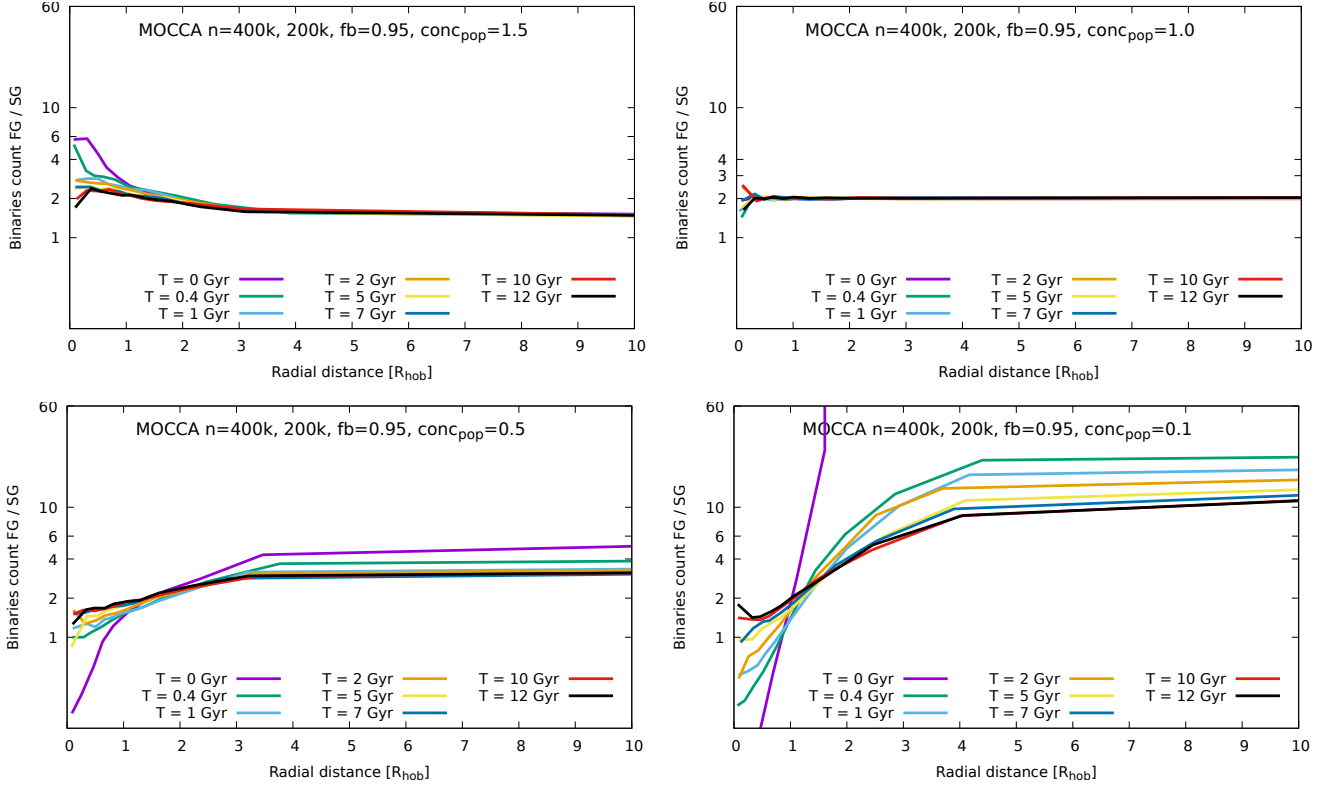 MOCCA n=400k, 200k, fb=0.95, conc_pop=1.5
Binaries count FG / SG
60
10
6
4
2
1
T = 0 Gyr T = 2 Gyr T = 10 Gyr
T = 0.4 Gyr T = 5 Gyr T = 12 Gyr
T = 1 Gyr T = 7 Gyr
0 1 2 3 4 5 6 7 8 9 10
Radial distance [R_hob]
MOCCA n=400k, 200k, fb=0.95, conc_pop=1.0
Binaries count FG / SG
60
10
6
4
3
2
1
T = 0 Gyr T = 2 Gyr T = 10 Gyr
T = 0.4 Gyr T = 5 Gyr T = 12 Gyr
T = 1 Gyr T = 7 Gyr
0 1 2 3 4 5 6 7 8 9 10
Radial distance [R_hob]
MOCCA n=400k, 200k, fb=0.95, conc_pop=0.5
Binaries count FG / SG
60
10
6
4
2
1
T = 0 Gyr T = 2 Gyr T = 10 Gyr
T = 0.4 Gyr T = 5 Gyr T = 12 Gyr
T = 1 Gyr T = 7 Gyr
0 1 2 3 4 5 6 7 8 9 10
Radial distance [R_hob]
MOCCA n=400k, 200k, fb=0.95, conc_pop=0.1
Binaries count FG / SG
60
10
6
4
2
1
T = 0 Gyr T = 2 Gyr T = 10 Gyr
T = 0.4 Gyr T = 5 Gyr T = 12 Gyr
T = 1 Gyr T = 7 Gyr
0 1 2 3 4 5 6 7 8 9 10
Radial distance [R_hob]